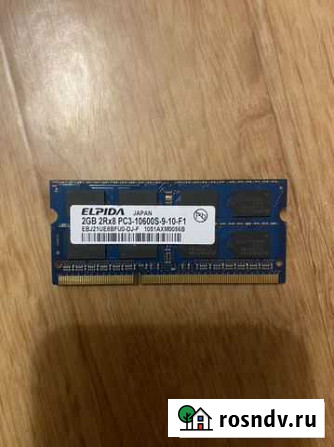 ELPIDA JAPAN
2GB 2Rx8 PC3-10600S-9-10-F1
EBJ21UE8BFU0-DJ-F 1051AXM0056B
rosndv.ru